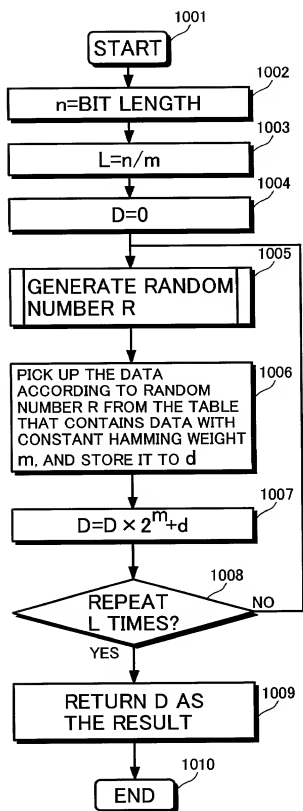 1001
START
1002
n=BIT LENGTH
1003
L=n/m
1004
D=0
1005
GENERATE RANDOM
NUMBER R
PICK UP THE DATA
ACCORDING TO RANDOM
NUMBER R FROM THE TABLE
THAT CONTAINS DATA WITH
CONSTANT HAMMING WEIGHT
m, AND STORE IT TO d
1006
1007
D=D × 2^m+d
1008
REPEAT
L TIMES?
NO
YES
RETURN D AS
THE RESULT
1009
1010
END